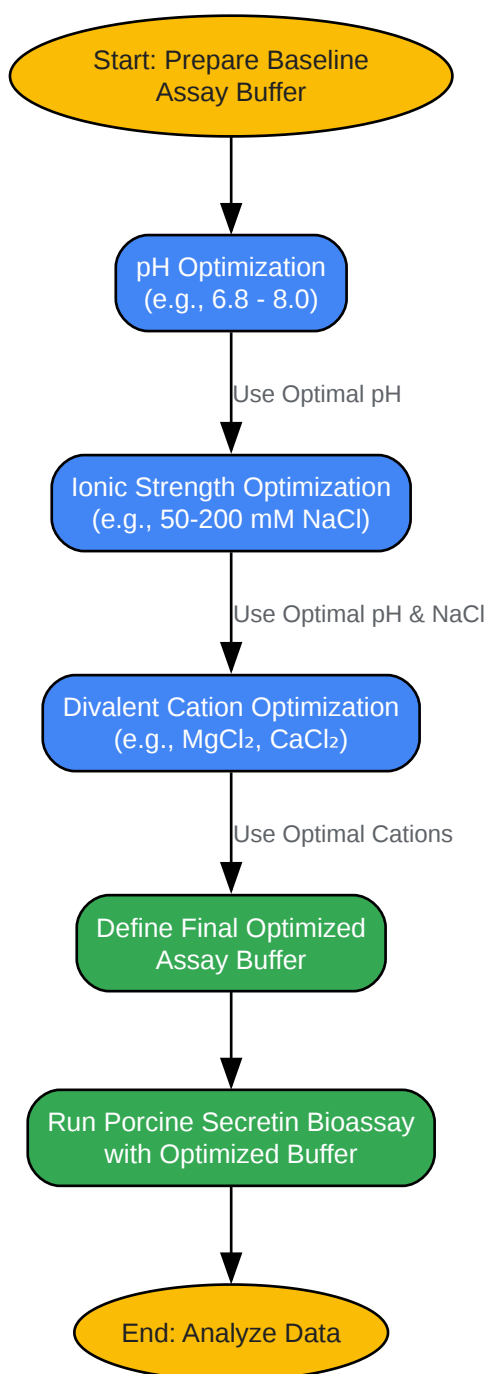 Start: Prepare Baseline
Assay Buffer
pH Optimization
(e.g., 6.8 - 8.0)
Use Optimal pH
Ionic Strength Optimization
(e.g., 50-200 mM NaCl)
Use Optimal pH & NaCl
Divalent Cation Optimization
(e.g., MgCl₂, CaCl₂)
Use Optimal Cations
Define Final Optimized
Assay Buffer
Run Porcine Secretin Bioassay
with Optimized Buffer
End: Analyze Data